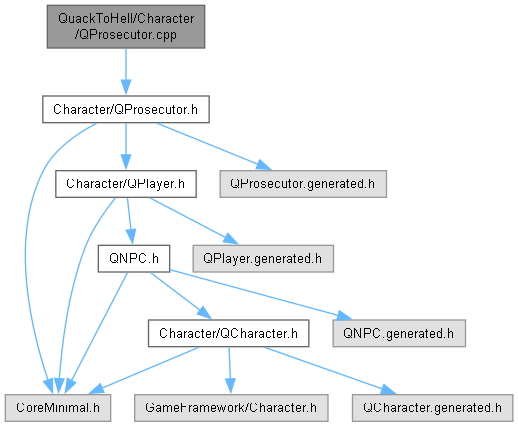 QuackToHell/Character
/QProsecutor.cpp
Character/QProsecutor.h
Character/QPlayer.h
QProsecutor.generated.h
QNPC.h
QPlayer.generated.h
Character/QCharacter.h
QNPC.generated.h
CoreMinimal.h
GameFramework/Character.h
QCharacter.generated.h